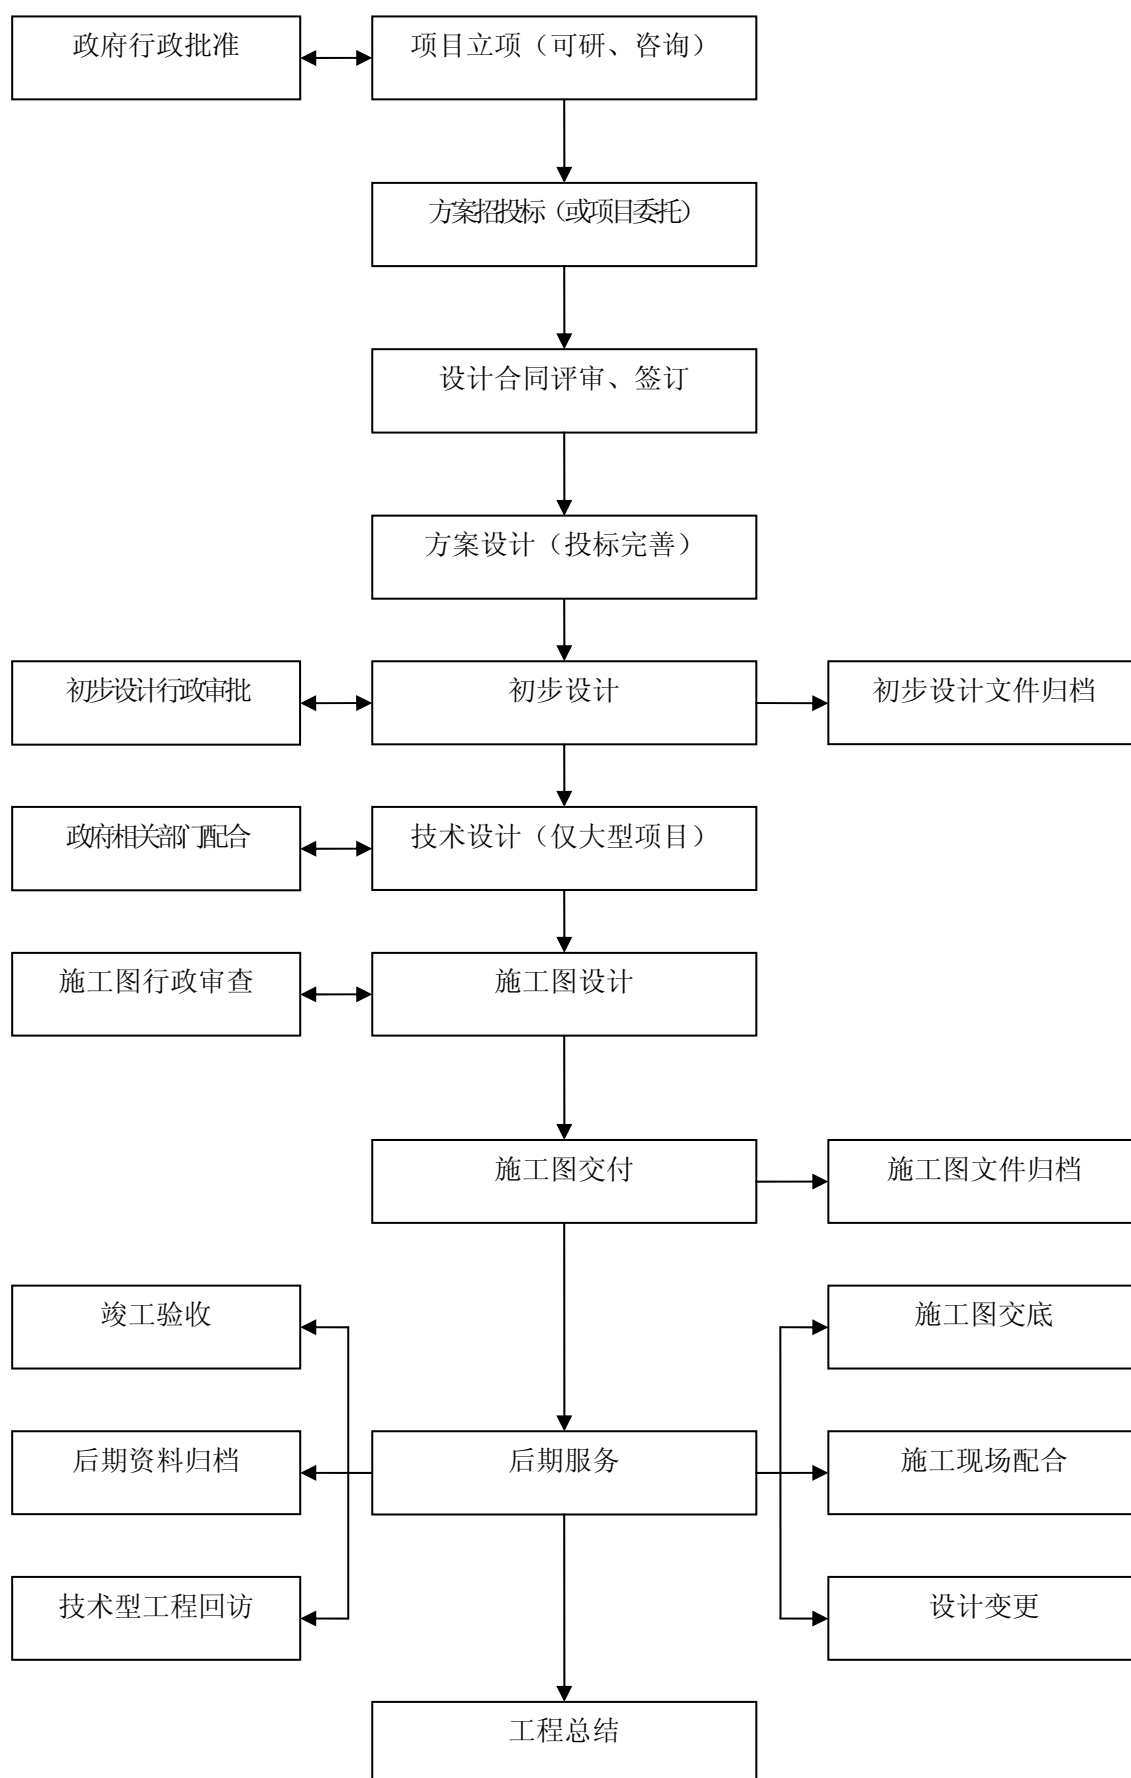 政府行政批准
项目立项（可研、咨询）
方案招投标（或项目委托）
设计合同评审、签订
方案设计（投标完善）
初步设计行政审批
初步设计
初步设计文件归档
政府相关部门配合
技术设计（仅大型项目）
施工图行政审查
施工图设计
施工图交付
施工图文件归档
竣工验收
施工图交底
后期资料归档
后期服务
施工现场配合
技术型工程回访
设计变更
工程总结